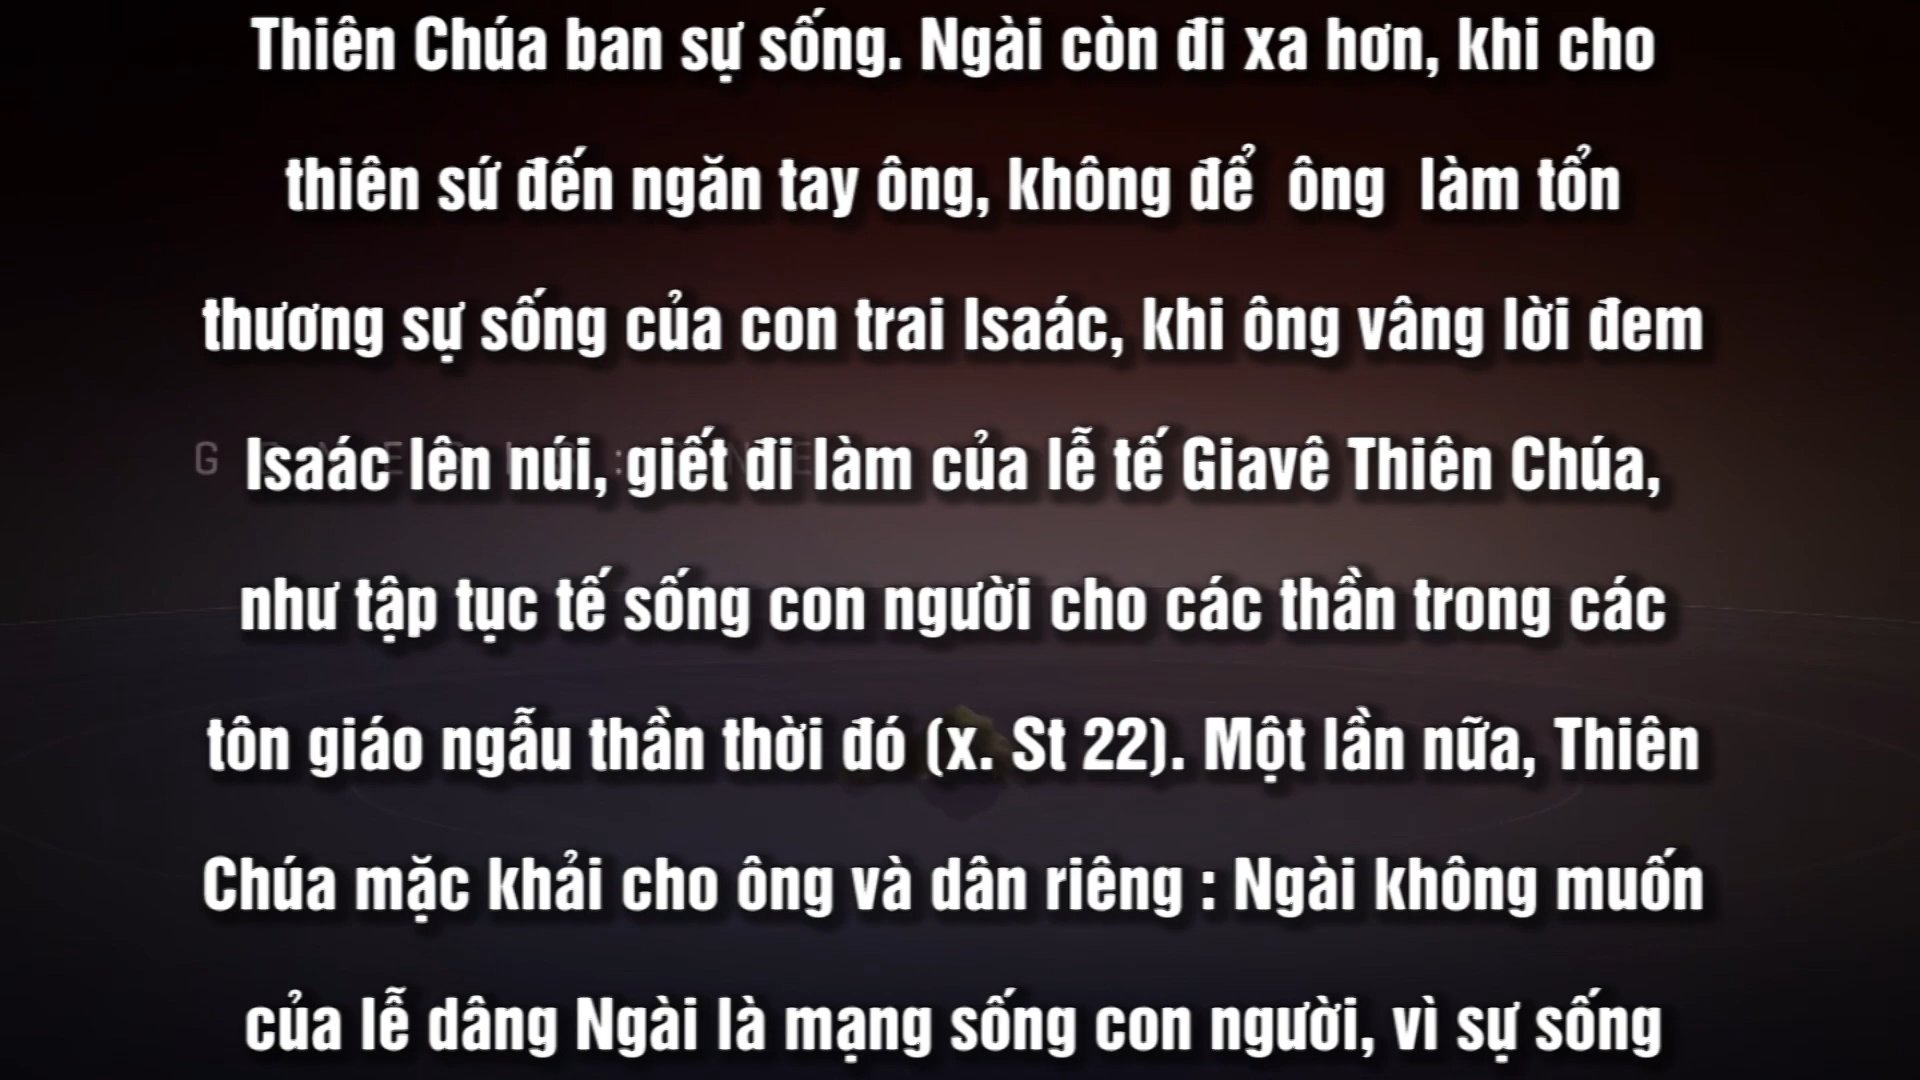 Thiên Chúa ban sự sống. Ngài còn đi xa hơn, khi cho
thiên sứ đến ngăn tay ông, không để ông làm tổn
thương sự sống của con trai Isaác, khi ông vâng lời đem
Isaác lên núi, giết đi làm của lễ tế Giavê Thiên Chúa,
như tập tục tế sống con người cho các thần trong các
tôn giáo ngẫu thần thời đó (x. St 22). Một lần nữa, Thiên
Chúa mặc khải cho ông và dân riêng : Ngài không muốn
của lễ dâng Ngài là mạng sống con người, vì sự sống